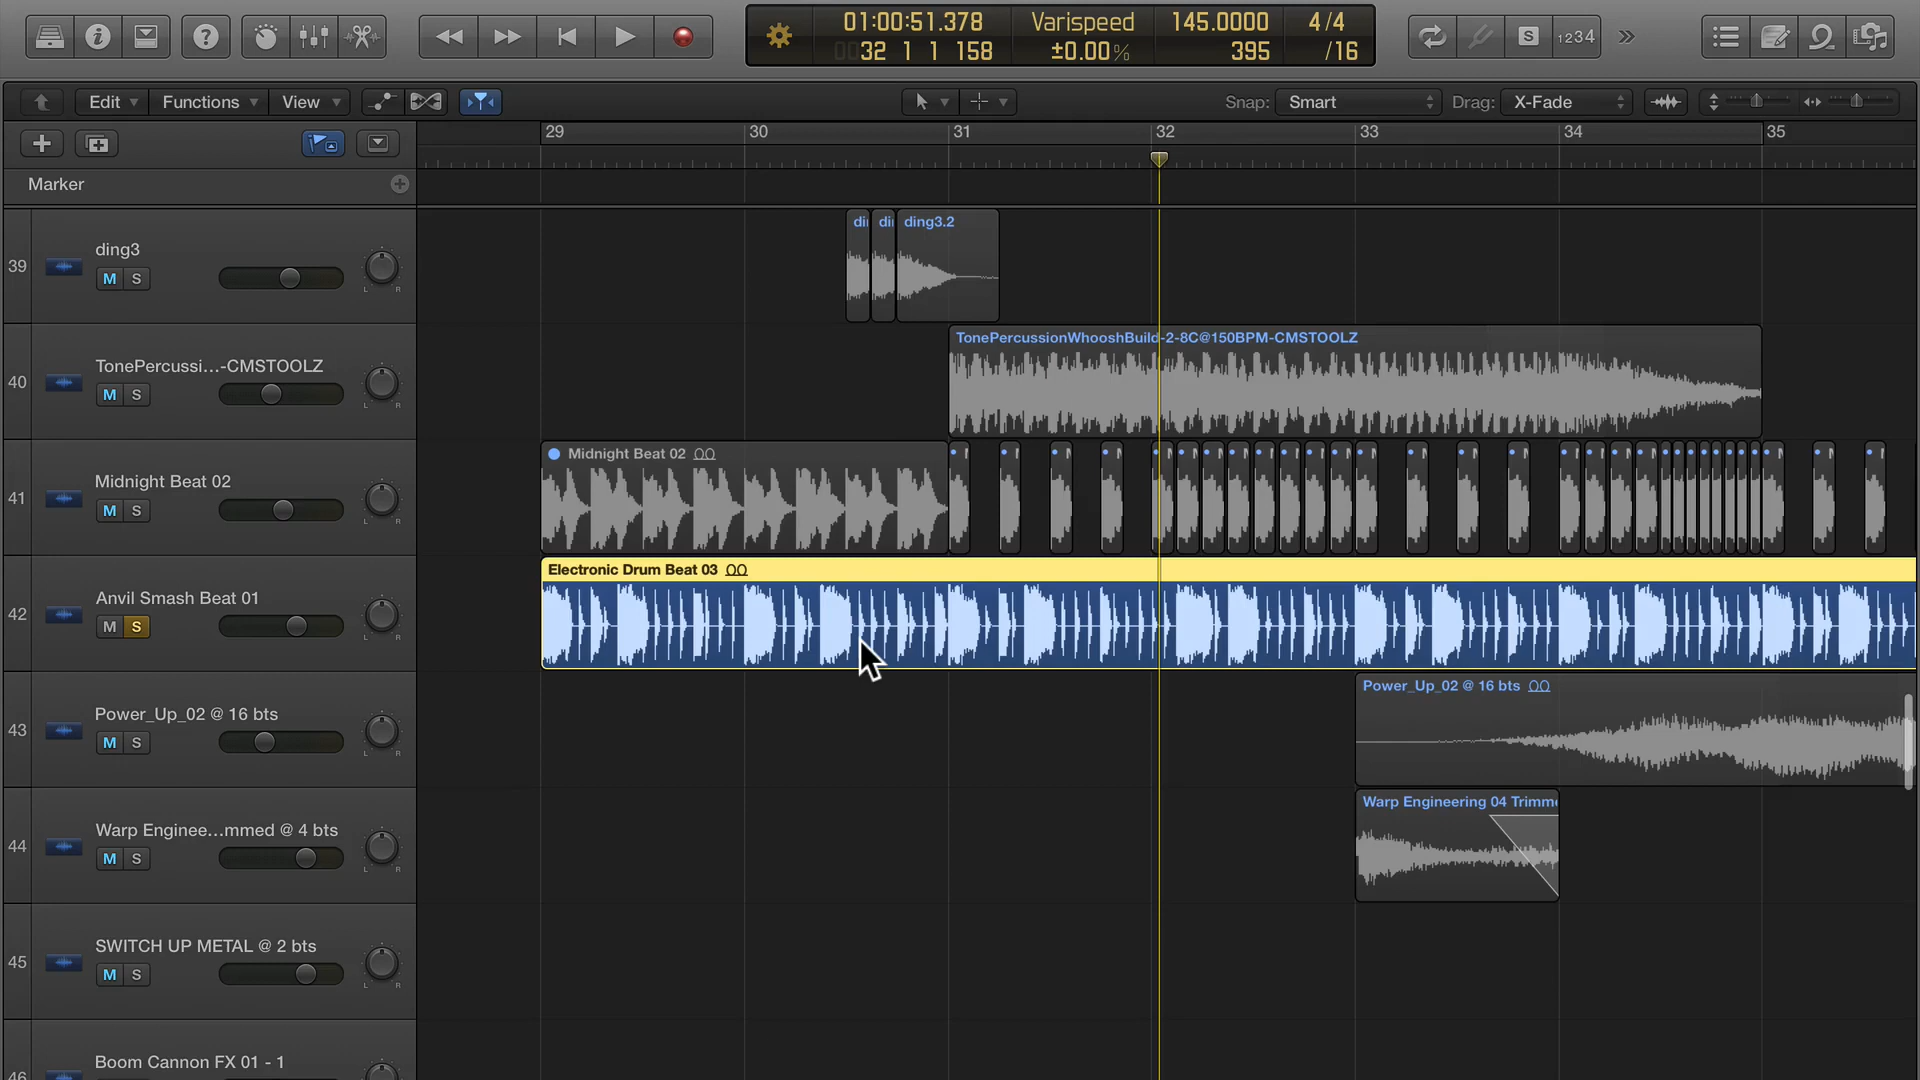 01:00:51.378 Varispeed 145.0000 4/4
0032 1 1 158 ±0.00% 395 /16
S 1234
Edit Functions View Snap: Smart Drag: X-Fade
29 30 31 32 33 34 35
Marker
39 ding3 ding3.2
M S
L R
TonePercussionWhooshBuild-2-8C@150BPM-CMSTOOLZ
40 TonePercussi...-CMSTOOLZ
M S
L R
Midnight Beat 02
41 Midnight Beat 02
M S
L R
Electronic Drum Beat 03
42 Anvil Smash Beat 01
M S
L R
Power_Up_02 @ 16 bts
43 Power_Up_02 @ 16 bts
M S
L R
Warp Engineering 04 Trimm
44 Warp Enginee...mmed @ 4 bts
M S
L R
45 SWITCH UP METAL @ 2 bts
M S
L R
46 Boom Cannon FX 01 - 1